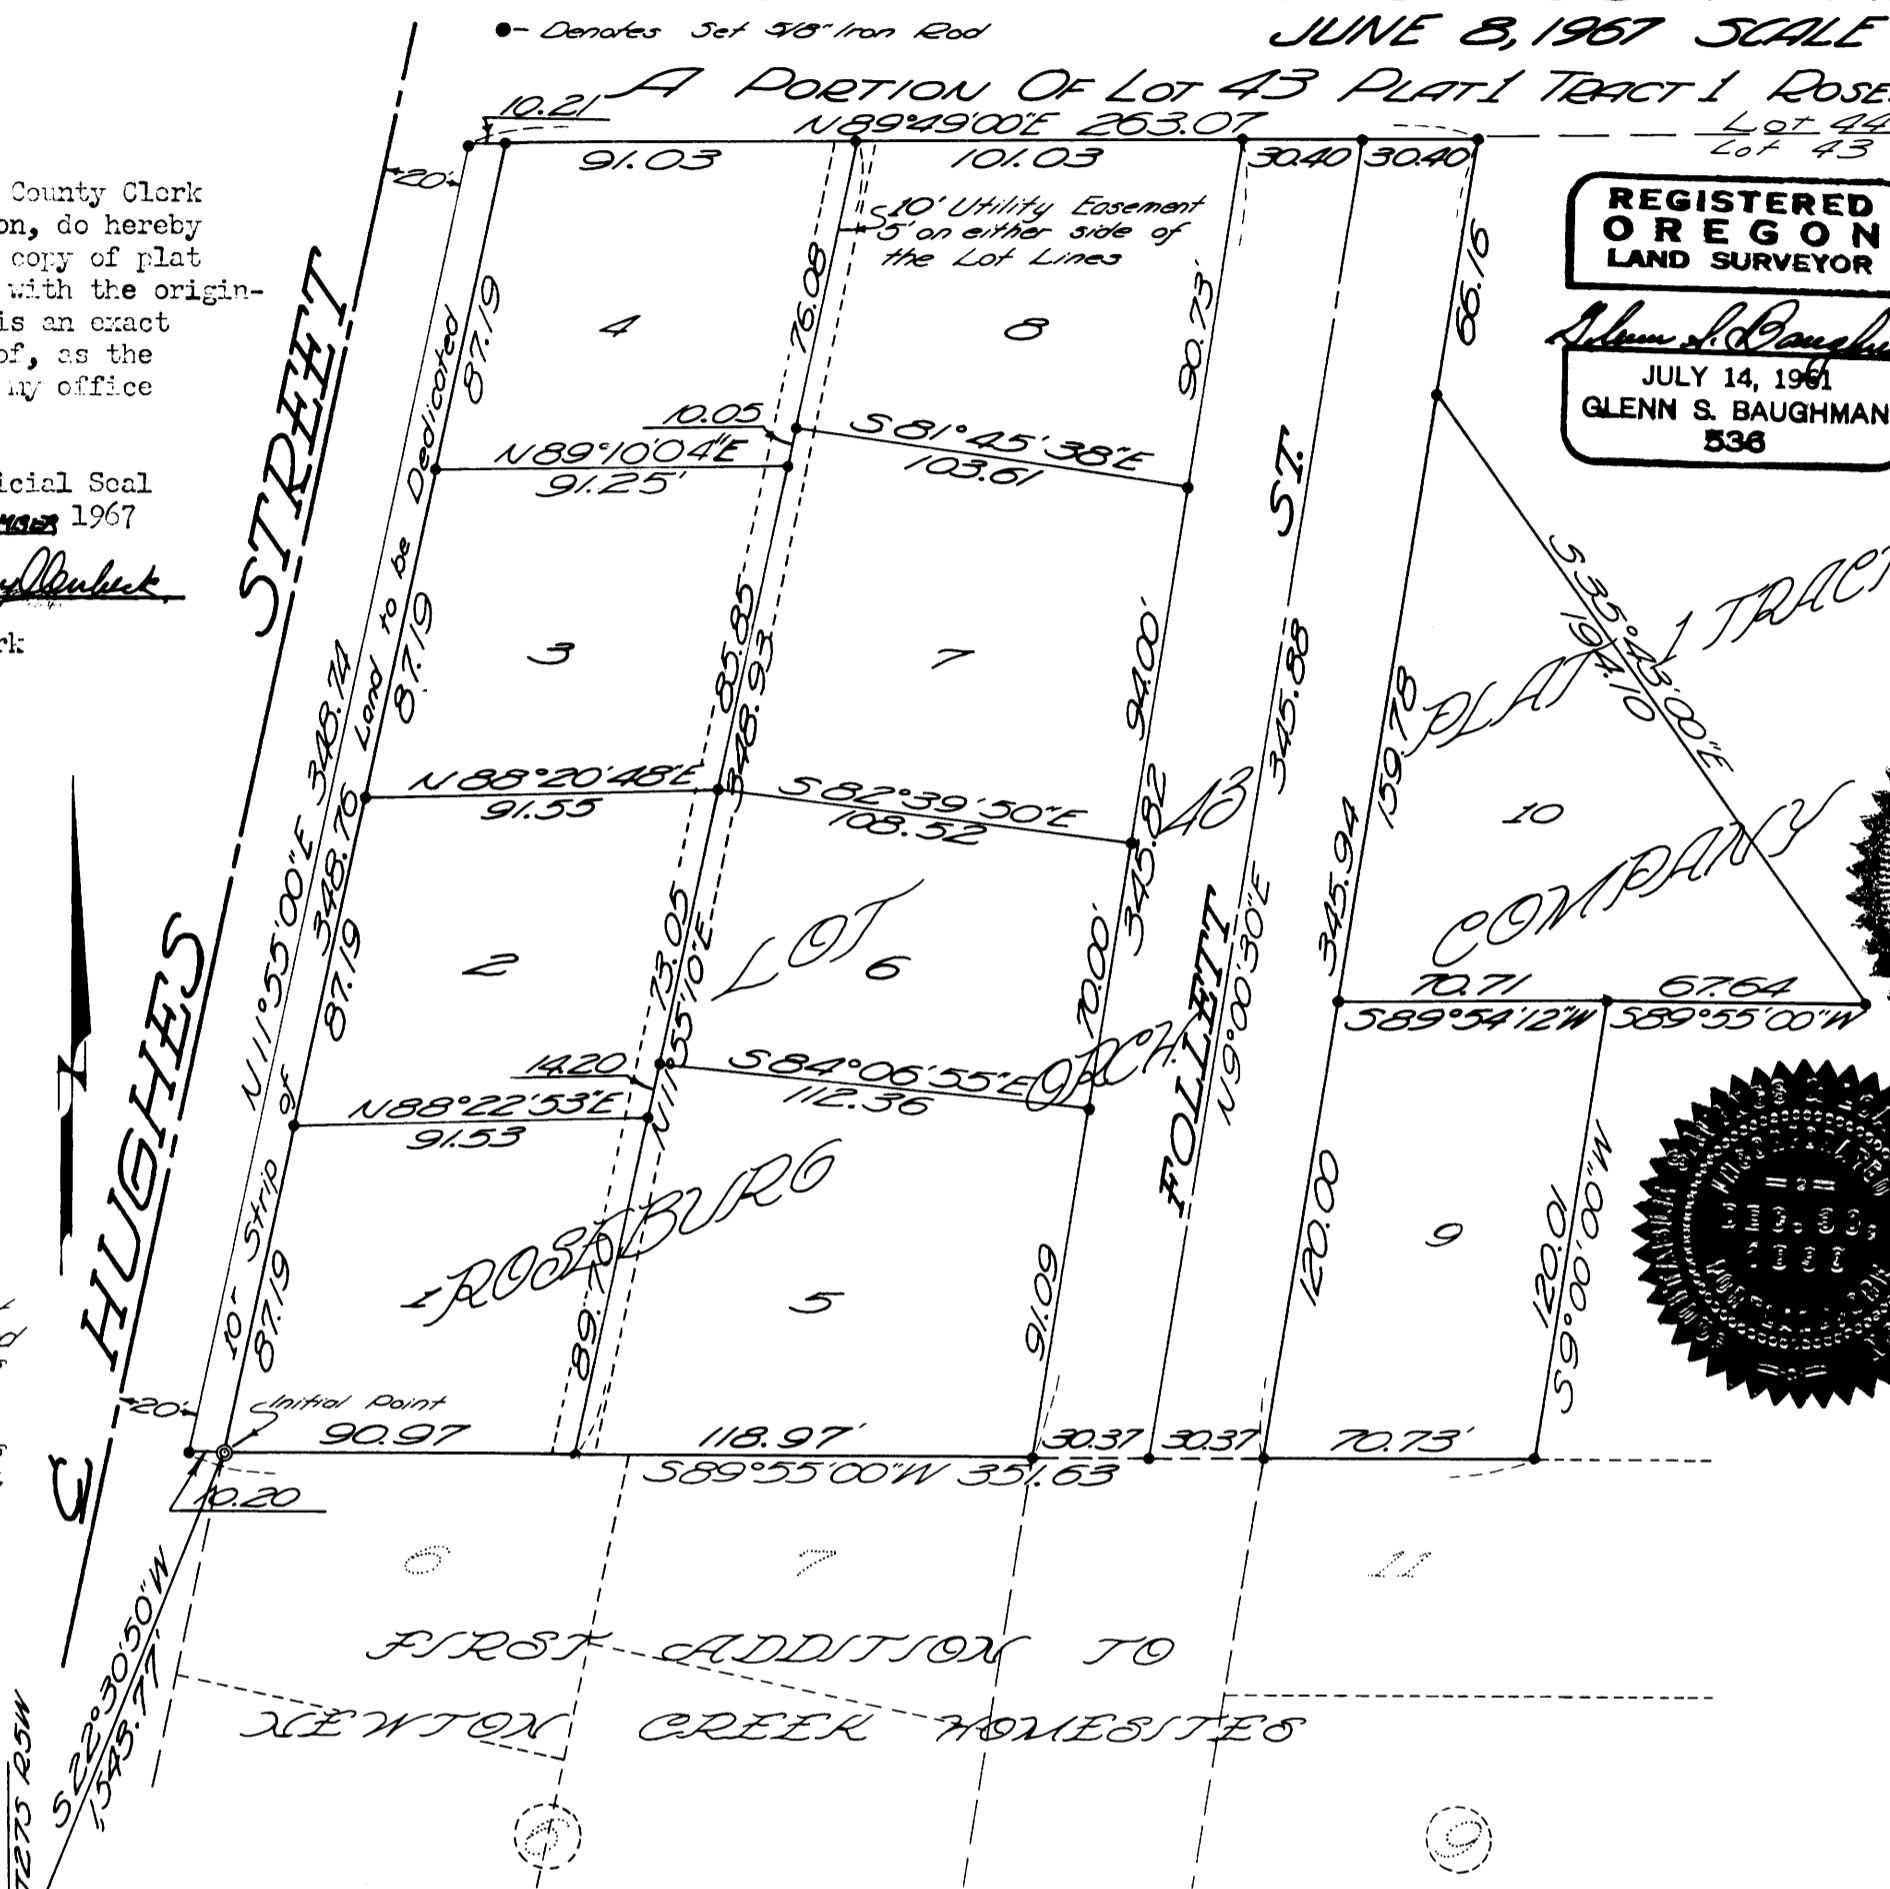 ●- Denotes Set 5/8" Iron Rod
JUNE 8, 1967 SCALE
A PORTION OF LOT 43 PLAT 1 TRACT 1 ROSE
10.21
N89°49'00"E 263.07
Lot 44
Lot 43
91.03
101.03
30.40
30.40
20'
County Clerk
on, do hereby
copy of plat
with the origin-
is an exact
of, as the
my office
icial Seal
1967
rk
REGISTERED
OREGON
LAND SURVEYOR
JULY 14, 1961
GLENN S. BAUGHMAN
536
10' Utility Easement
5' on either side of
the Lot Lines
87.19
4
76.08
8
90.73'
66.16
10.05
N89°10'04"E
91.25'
S81°45'38"E
103.61
STREET
ST.
87.19
3
85.85
348.93
7
94.00'
345.88
159.78
S35°43'00"E
194.10
PLAT 1 TRACT
N11°55'00"E 348.74
348.76
10' Strip of Land to be Dedicated
N88°20'48"E
91.55
S82°39'50"E
108.52
345.82
43
345.94
10
COMPANY
87.19
2
73.05
N11°55'10"E
LOT
6
70.00'
N9°00'30"E
FOLLETT
70.71
S89°54'12"W
67.64
S89°55'00"W
14.20
N88°22'53"E
91.53
S84°06'55"E
112.36
ORCH.
HUGHES
87.19
1
ROSEBURG
5
91.09
120.00
9
120.01
S9°00'00"W
20'
Initial Point
90.97
118.97'
30.37
30.37
70.73'
S89°55'00"W 351.63
10.20
℄
6
7
11
FIRST ADDITION TO
NEWTON CREEK HOMESITES
S22°30'50"W
1,543.77'
T27S R5W
9